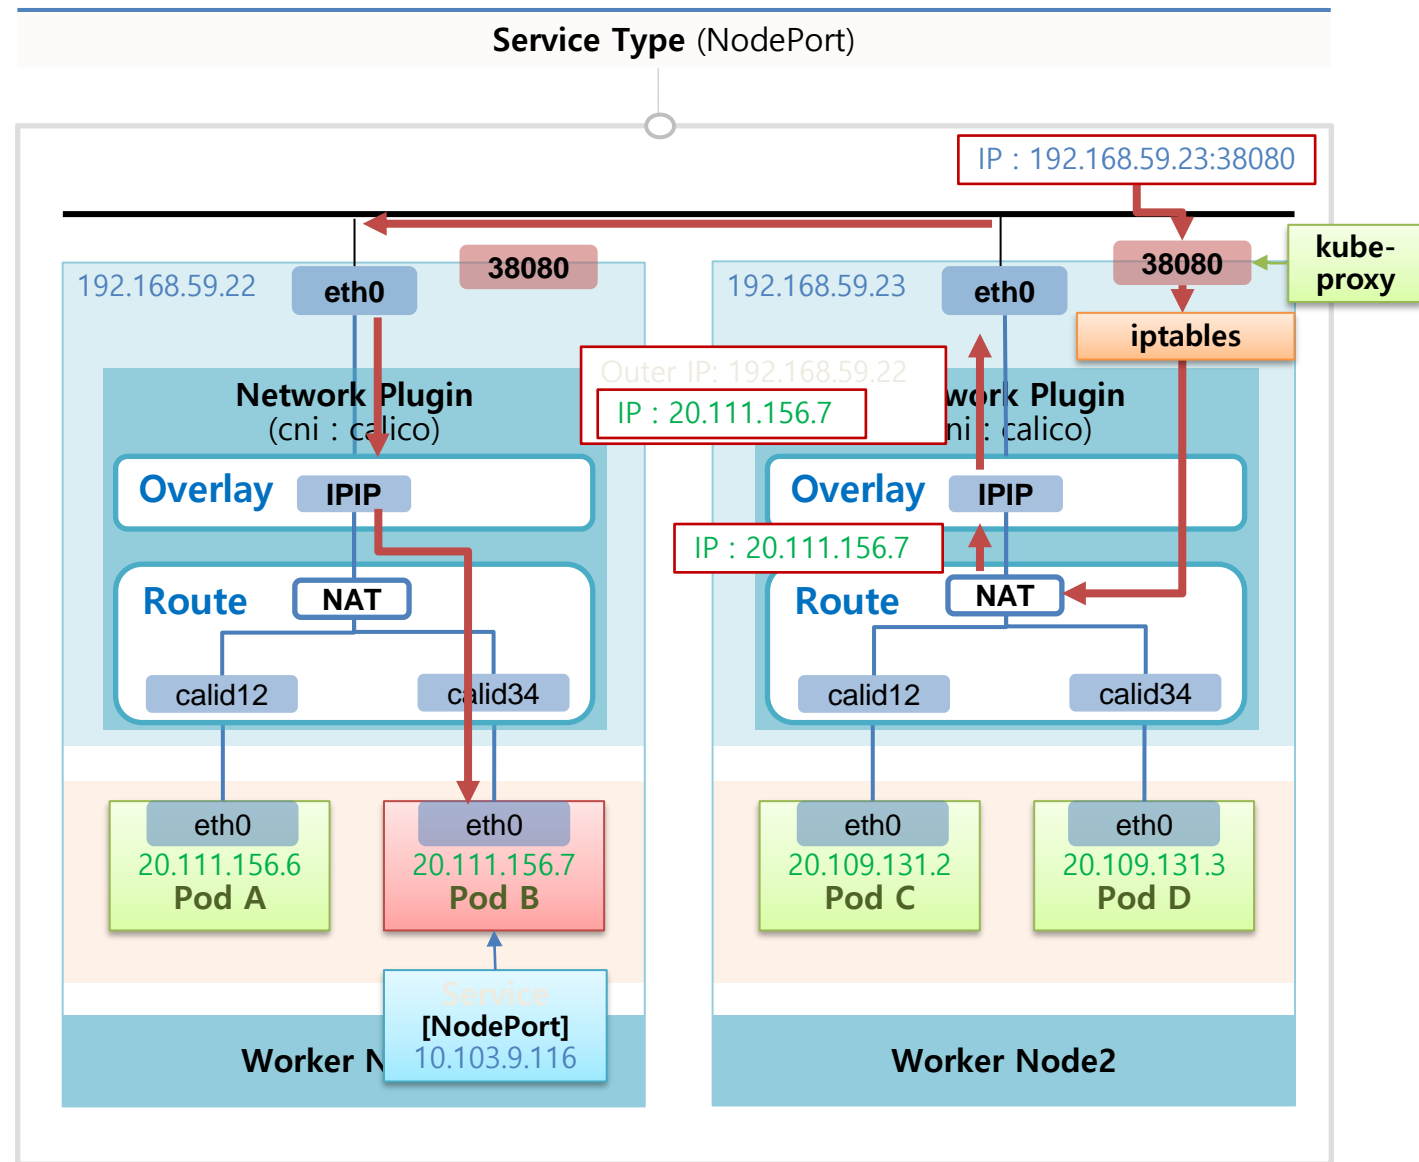 Service Type (NodePort)
IP : 192.168.59.23:38080
192.168.59.22
eth0
38080
Network Plugin
(cni : calico)
Overlay
IPIP
Route
NAT
calid12
calid34
eth0
20.111.156.6
Pod A
eth0
20.111.156.7
Pod B
Service
[NodePort]
10.103.9.116
Worker N
Outer IP: 192.168.59.22
IP : 20.111.156.7
IP : 20.111.156.7
192.168.59.23
eth0
38080
kube-
proxy
iptables
work Plugin
ni : calico)
Overlay
IPIP
Route
NAT
calid12
calid34
eth0
20.109.131.2
Pod C
eth0
20.109.131.3
Pod D
Worker Node2